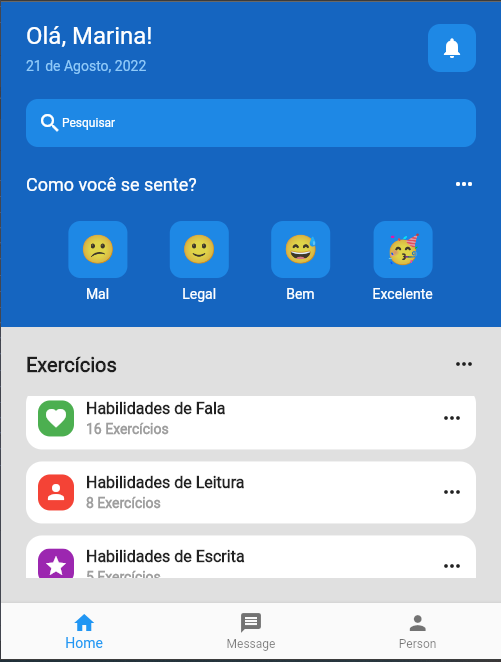 Olá, Marina!
21 de Agosto, 2022
Pesquisar
Como você se sente?
Mal
Legal
Bem
Excelente
Exercícios
Habilidades de Fala
16 Exercícios
Habilidades de Leitura
8 Exercícios
Habilidades de Escrita
5 Exercícios
Home
Message
Person